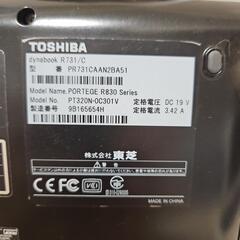 TOSHIBA
dynabook R731/C
型 番 PR731CAAN2BA51
Model Name. PORTEGE R830 Series
Model No. PT320N-0C301V 定格電圧 DC 19 V
製造番号 9B165654H 定格電流 3.42 A
株式会社 東芝
MADE IN CHINA